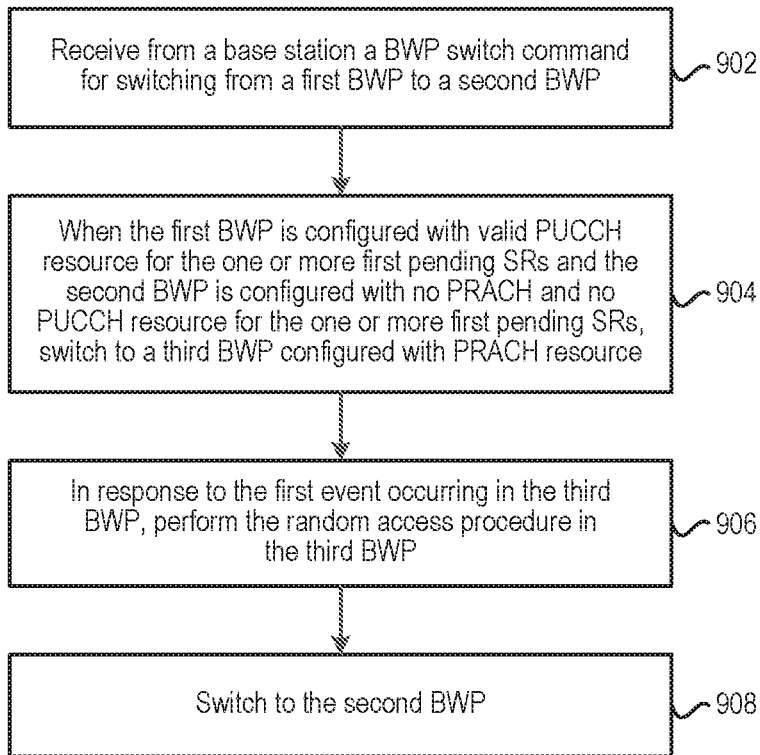 Receive from a base station a BWP switch command
for switching from a first BWP to a second BWP
902
When the first BWP is configured with valid PUCCH
resource for the one or more first pending SRs and the
second BWP is configured with no PRACH and no
PUCCH resource for the one or more first pending SRs,
switch to a third BWP configured with PRACH resource
904
In response to the first event occurring in the third
BWP, perform the random access procedure in
the third BWP
906
Switch to the second BWP
908